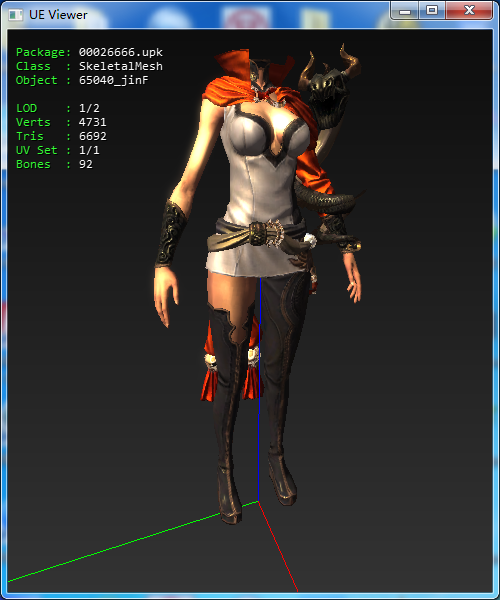 UE Viewer
Package: 00026666.upk
Class : SkeletalMesh
Object : 65040_jinF
LOD : 1/2
Verts : 4731
Tris : 6692
UV Set : 1/1
Bones : 92